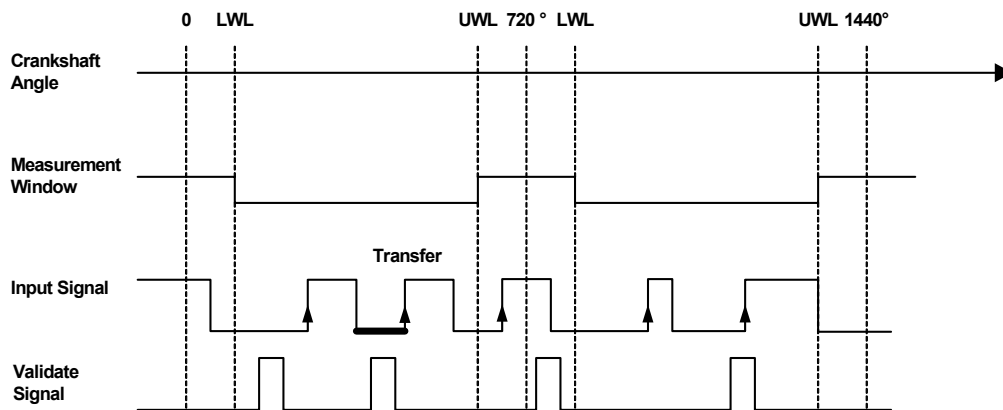 0 LWL UWL 720 ° LWL UWL 1440°
Crankshaft
Angle
Measurement
Window
Transfer
Input Signal
Validate
Signal